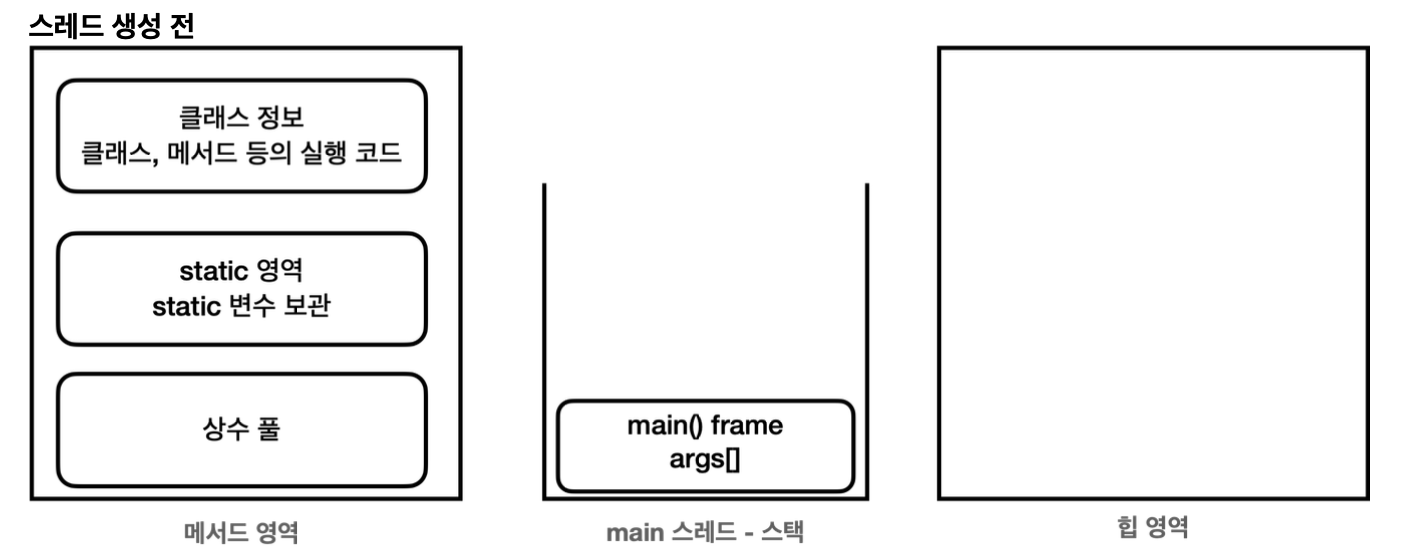 스레드 생성 전
클래스 정보
클래스, 메서드 등의 실행 코드
static 영역
static 변수 보관
상수 풀
메서드 영역
main() frame
args[]
main 스레드 - 스택
힙 영역